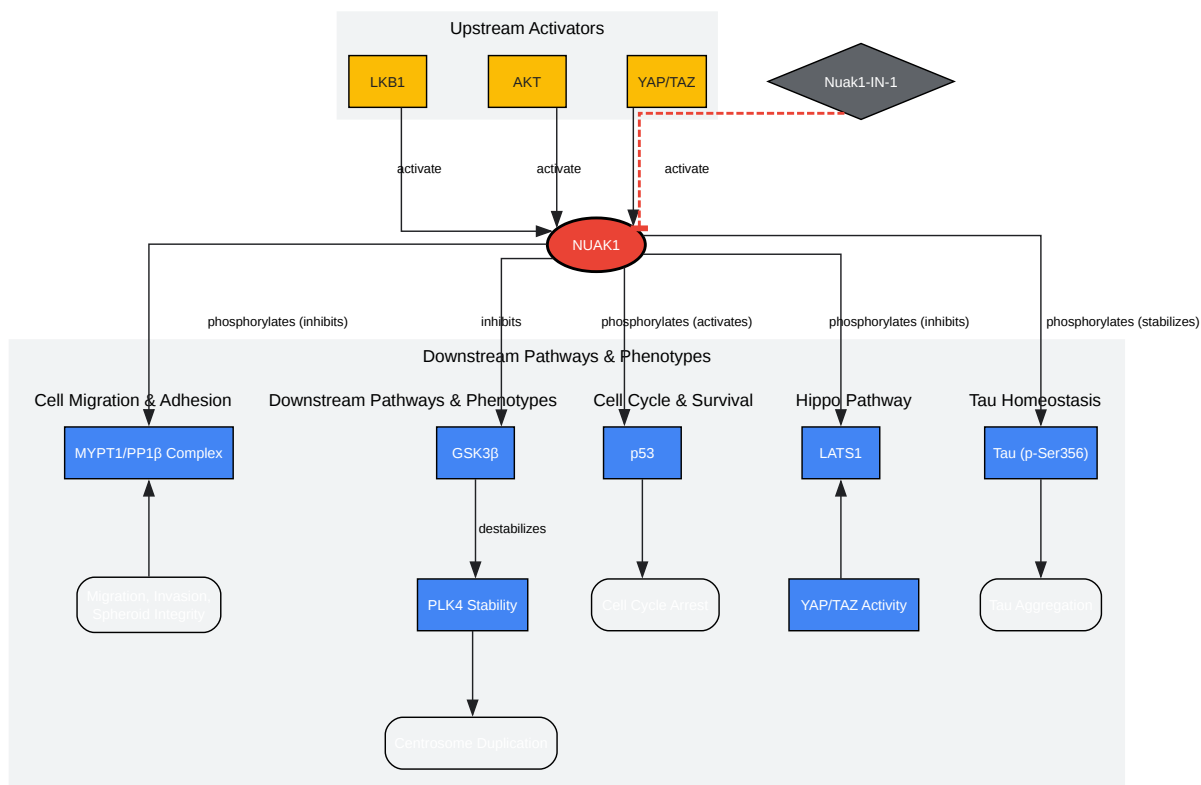 Upstream Activators
LKB1
AKT
YAP/TAZ
Nuak1-IN-1
activate
activate
activate
NUAK1
phosphorylates (inhibits)
inhibits
phosphorylates (activates)
phosphorylates (inhibits)
phosphorylates (stabilizes)
Downstream Pathways & Phenotypes
Cell Migration & Adhesion
Downstream Pathways & Phenotypes
Cell Cycle & Survival
Hippo Pathway
Tau Homeostasis
MYPT1/PP1β Complex
GSK3β
p53
LATS1
Tau (p-Ser356)
destabilizes
Migration, Invasion,
Spheroid Integrity
PLK4 Stability
Cell Cycle Arrest
YAP/TAZ Activity
Tau Aggregation
Centrosome Duplication